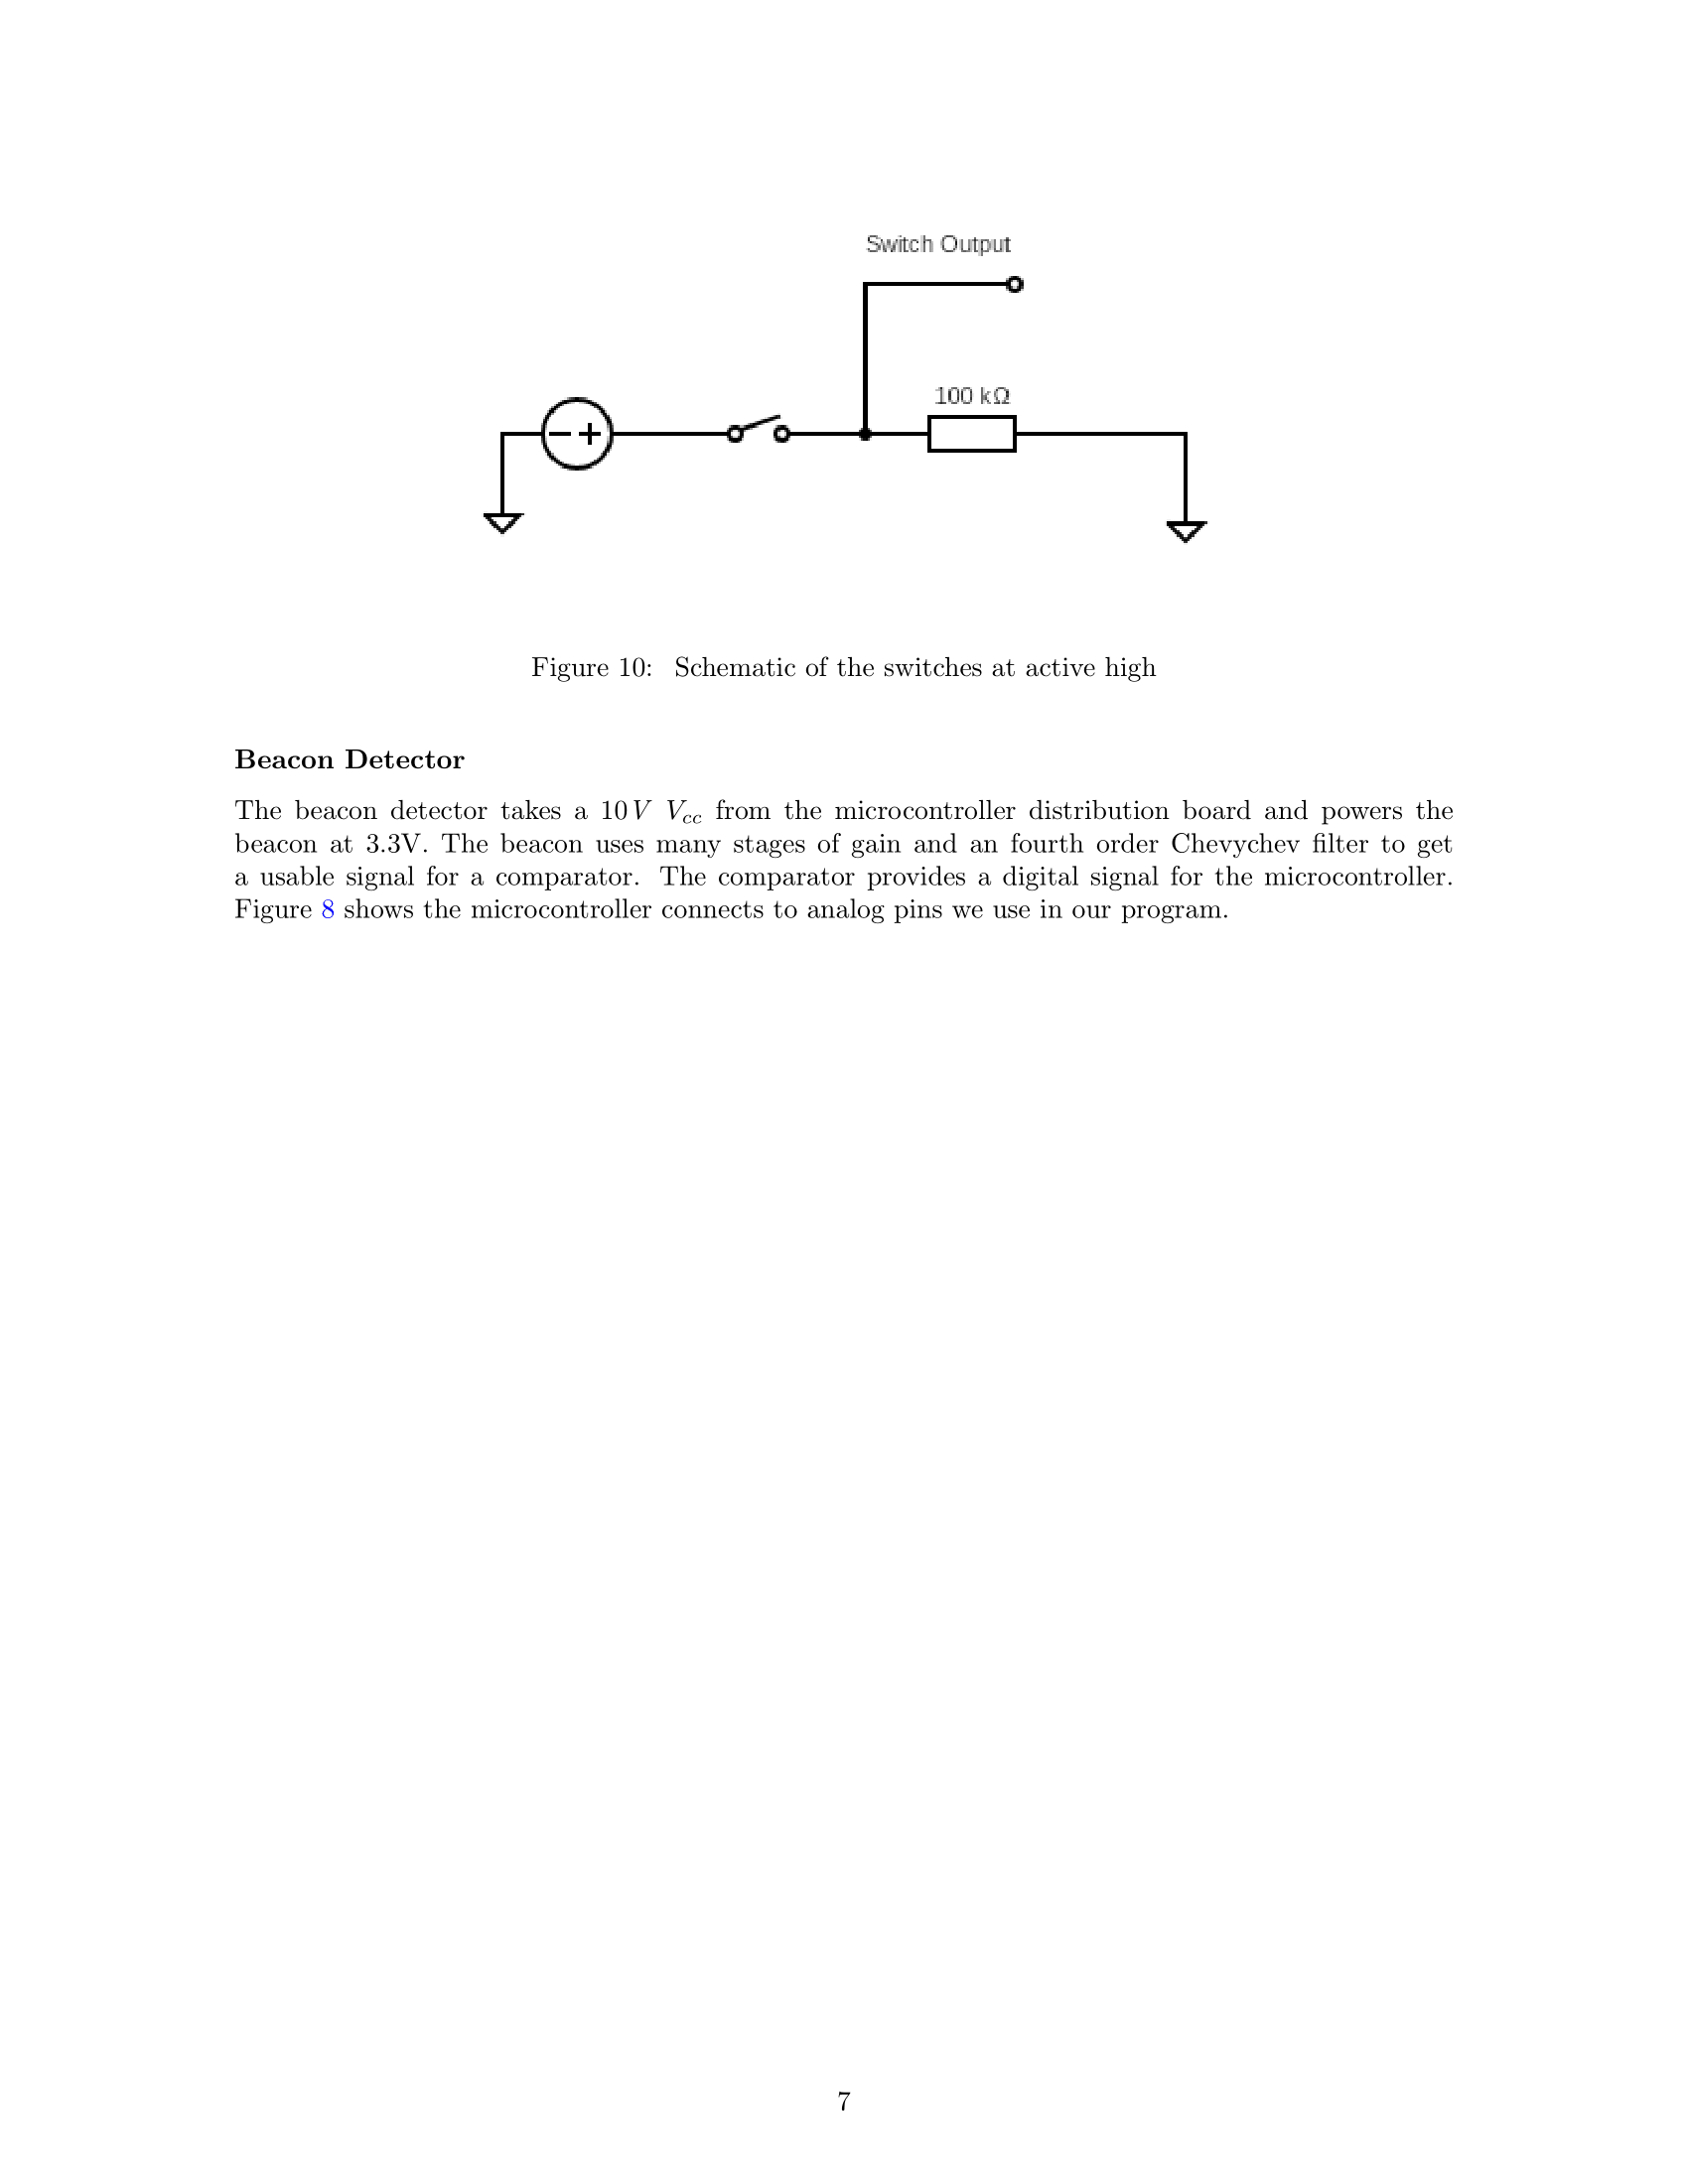 Switch Output
100 kΩ
Figure 10: Schematic of the switches at active high
Beacon Detector
The beacon detector takes a 10V Vcc from the microcontroller distribution board and powers the
beacon at 3.3V. The beacon uses many stages of gain and an fourth order Chevychev filter to get
a usable signal for a comparator. The comparator provides a digital signal for the microcontroller.
Figure 8 shows the microcontroller connects to analog pins we use in our program.
7